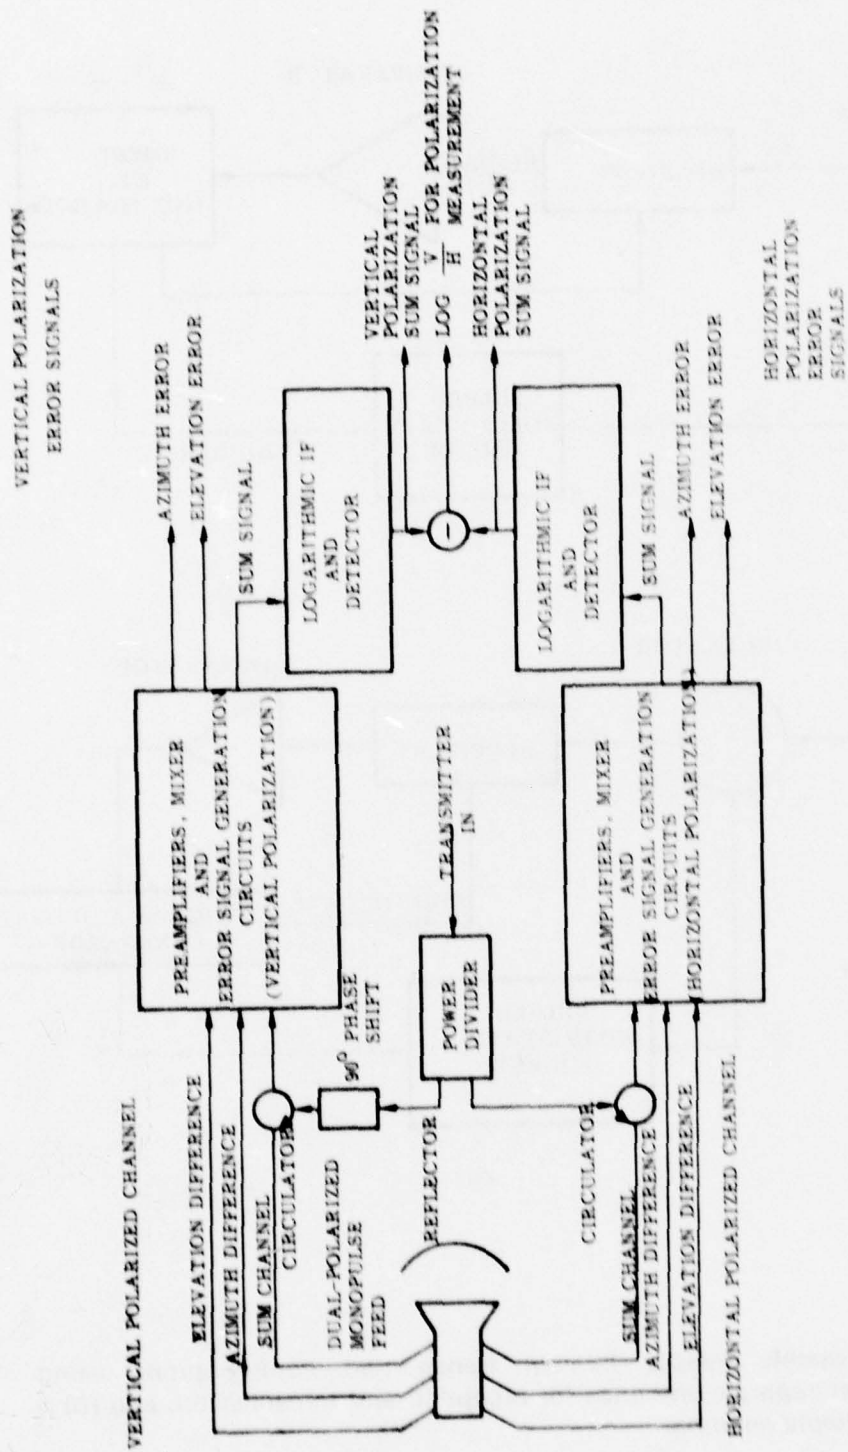 VERTICAL POLARIZED CHANNEL
ELEVATION DIFFERENCE
AZIMUTH DIFFERENCE
SUM CHANNEL
CIRCULATOR
DUAL-POLARIZED
MONOPULSE
FEED
REFLECTOR
90⁰ PHASE
SHIFT
POWER
DIVIDER
TRANSMITTER
IN
CIRCULATOR
SUM CHANNEL
AZIMUTH DIFFERENCE
ELEVATION DIFFERENCE
HORIZONTAL POLARIZED CHANNEL
PREAMPLIFIERS, MIXER
AND
ERROR SIGNAL GENERATION
CIRCUITS
(VERTICAL POLARIZATION)
PREAMPLIFIERS, MIXER
AND
ERROR SIGNAL GENERATION
CIRCUITS
(HORIZONTAL POLARIZATION)
VERTICAL POLARIZATION
ERROR SIGNALS
AZIMUTH ERROR
ELEVATION ERROR
SUM SIGNAL
LOGARITHMIC IF
AND
DETECTOR
VERTICAL
POLARIZATION
SUM SIGNAL
LOG V/H FOR POLARIZATION
MEASUREMENT
HORIZONTAL
POLARIZATION
SUM SIGNAL
−
LOGARITHMIC IF
AND
DETECTOR
SUM SIGNAL
AZIMUTH ERROR
ELEVATION ERROR
HORIZONTAL
POLARIZATION
ERROR
SIGNALS